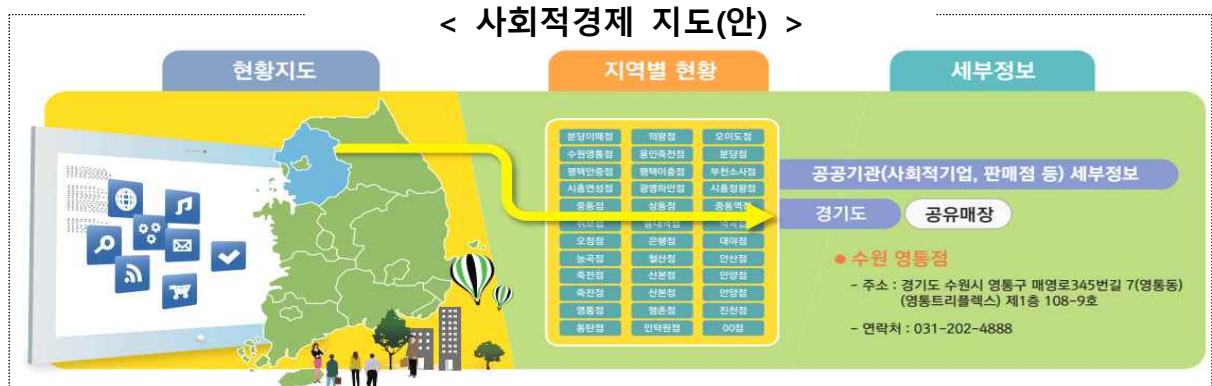 < 사회적경제 지도(안) >
현황지도
지역별 현황
세부정보
분당이매점 의왕점 오이도점
수원영통점 용인죽전점 분당점
평택안중점 평택이충점 부천소사점
시흥연성점 광명하안점 시흥정왕점
중동점 상동점 중동역점
오정점 은행점 대야점
능곡점 철산점 안산점
죽전점 산본점 안양점
죽전점 산본점 안양점
영통점 평촌점 진천점
동탄점 인덕원점 00점
공공기관(사회적기업, 판매점 등) 세부정보
경기도 공유매장
● 수원 영통점
- 주소 : 경기도 수원시 영통구 매영로345번길 7(영통동)
(영통트리플렉스) 제1층 108-9호
- 연락처 : 031-202-4888